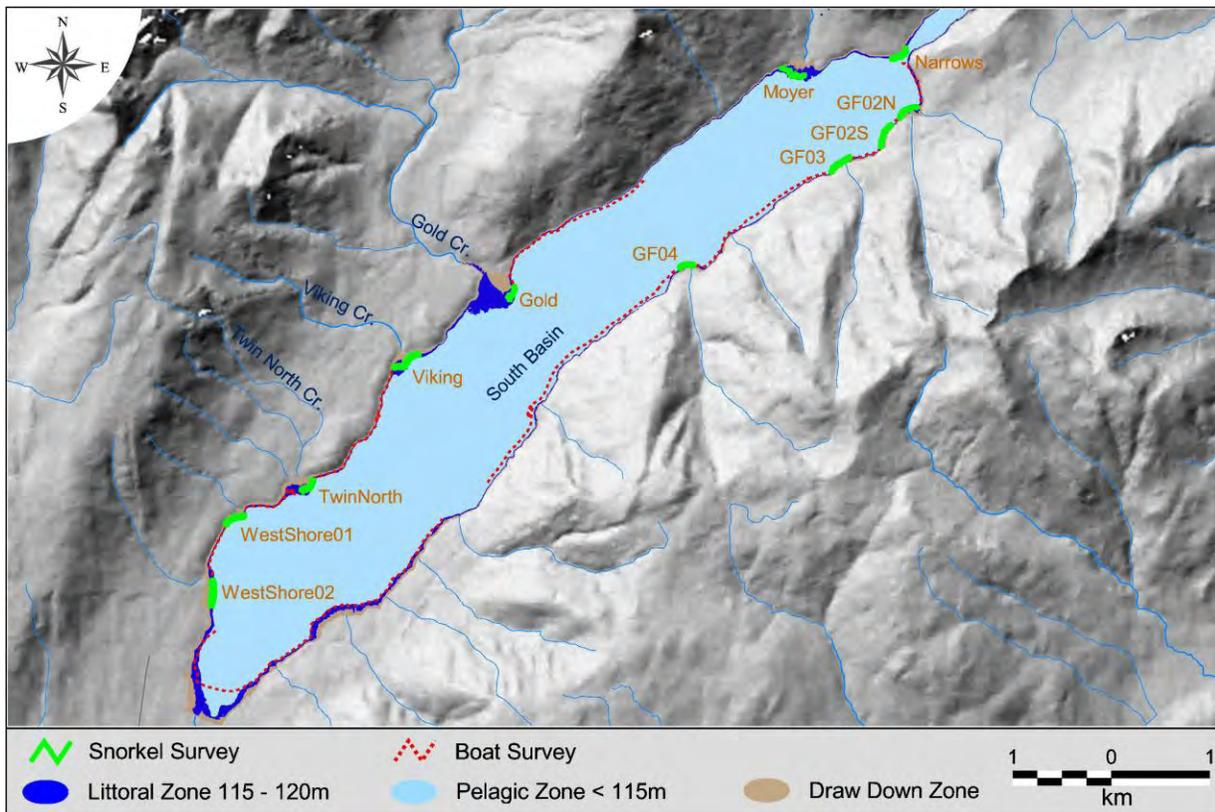 N
W E
S
Narrows
Moyer
GF02N
GF02S
GF03
Gold Cr.
GF04
Gold
Viking Cr.
South Basin
Viking
Twin North Cr.
TwinNorth
WestShore01
WestShore02
Snorkel Survey
Boat Survey
1 0 1
km
Littoral Zone 115 - 120m
Pelagic Zone < 115m
Draw Down Zone